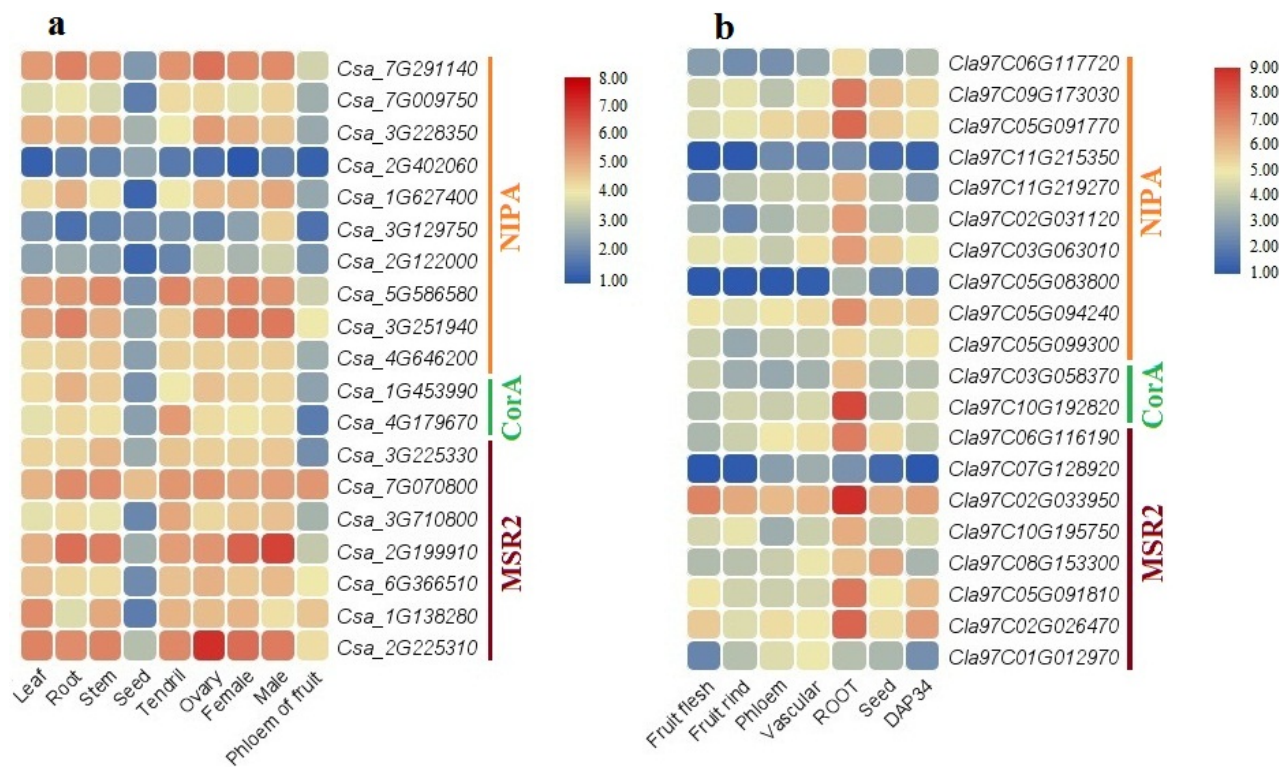 a
Csa_7G291140
Csa_7G009750
Csa_3G228350
Csa_2G402060
Csa_1G627400
Csa_3G129750
Csa_2G122000
Csa_5G586580
Csa_3G251940
Csa_4G646200
Csa_1G453990
Csa_4G179670
Csa_3G225330
Csa_7G070800
Csa_3G710800
Csa_2G199910
Csa_6G366510
Csa_1G138280
Csa_2G225310
NIPA
CorA
MSR2
8.00
7.00
6.00
5.00
4.00
3.00
2.00
1.00
Leaf
Root
Stem
Seed
Tendril
Ovary
Female
Male
Phloem of fruit
b
Cla97C06G117720
Cla97C09G173030
Cla97C05G091770
Cla97C11G215350
Cla97C11G219270
Cla97C02G031120
Cla97C03G063010
Cla97C05G083800
Cla97C05G094240
Cla97C05G099300
Cla97C03G058370
Cla97C10G192820
Cla97C06G116190
Cla97C07G128920
Cla97C02G033950
Cla97C10G195750
Cla97C08G153300
Cla97C05G091810
Cla97C02G026470
Cla97C01G012970
NIPA
CorA
MSR2
9.00
8.00
7.00
6.00
5.00
4.00
3.00
2.00
1.00
Fruit flesh
Fruit rind
Phloem
Vascular
ROOT
Seed
DAP34